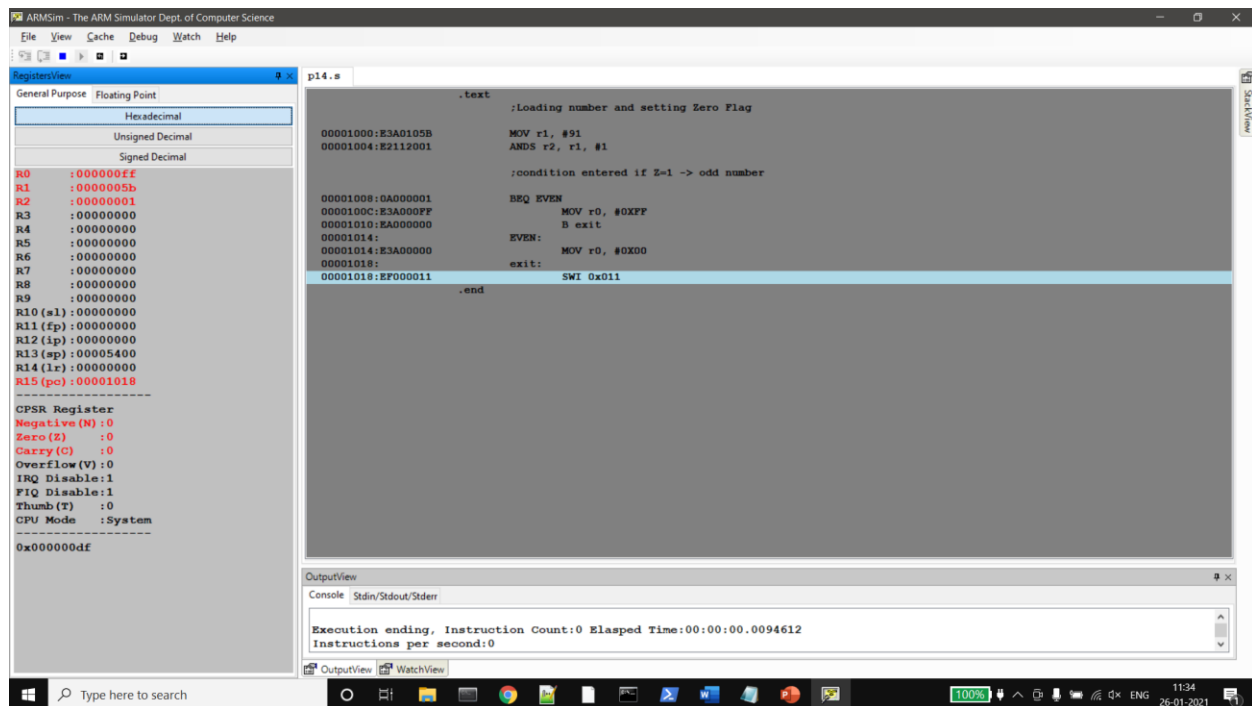 ARMSim - The ARM Simulator Dept. of Computer Science
File View Cache Debug Watch Help
RegistersView
General Purpose Floating Point
Hexadecimal
Unsigned Decimal
Signed Decimal
R0 :000000ff
R1 :0000005b
R2 :00000001
R3 :00000000
R4 :00000000
R5 :00000000
R6 :00000000
R7 :00000000
R8 :00000000
R9 :00000000
R10(sl):00000000
R11(fp):00000000
R12(ip):00000000
R13(sp):00005400
R14(lr):00000000
R15(pc):00001018
-------------------
CPSR Register
Negative(N):0
Zero(Z) :0
Carry(C) :0
Overflow(V):0
IRQ Disable:1
FIQ Disable:1
Thumb(T) :0
CPU Mode :System
-------------------
0x000000df
p14.s
.text
;Loading number and setting Zero Flag
00001000:E3A0105B MOV r1, #91
00001004:E2112001 ANDS r2, r1, #1
;condition entered if Z=1 -> odd number
00001008:0A000001 BEQ EVEN
0000100C:E3A000FF MOV r0, #0XFF
00001010:EA000000 B exit
00001014: EVEN:
00001014:E3A00000 MOV r0, #0X00
00001018: exit:
00001018:EF000011 SWI 0x011
.end
StackView
OutputView
Console Stdin/Stdout/Stderr
Execution ending, Instruction Count:0 Elasped Time:00:00:00.0094612
Instructions per second:0
OutputView WatchView
Type here to search
100%
ENG
11:34
26-01-2021